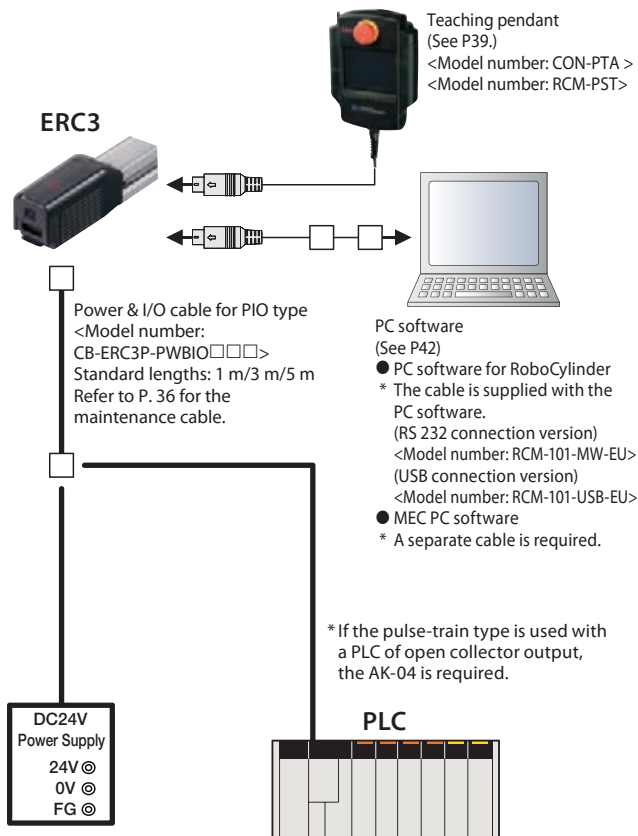 Teaching pendant
(See P39.)
<Model number: CON-PTA >
<Model number: RCM-PST>
ERC3
Power & I/O cable for PIO type
<Model number:
CB-ERC3P-PWBIO□□□>
Standard lengths: 1 m/3 m/5 m
Refer to P. 36 for the
maintenance cable.
PC software
(See P42)
● PC software for RoboCylinder
* The cable is supplied with the
PC software.
(RS 232 connection version)
<Model number: RCM-101-MW-EU>
(USB connection version)
<Model number: RCM-101-USB-EU>
● MEC PC software
* A separate cable is required.
* If the pulse-train type is used with
a PLC of open collector output,
the AK-04 is required.
PLC
DC24V
Power Supply
24V
0V
FG